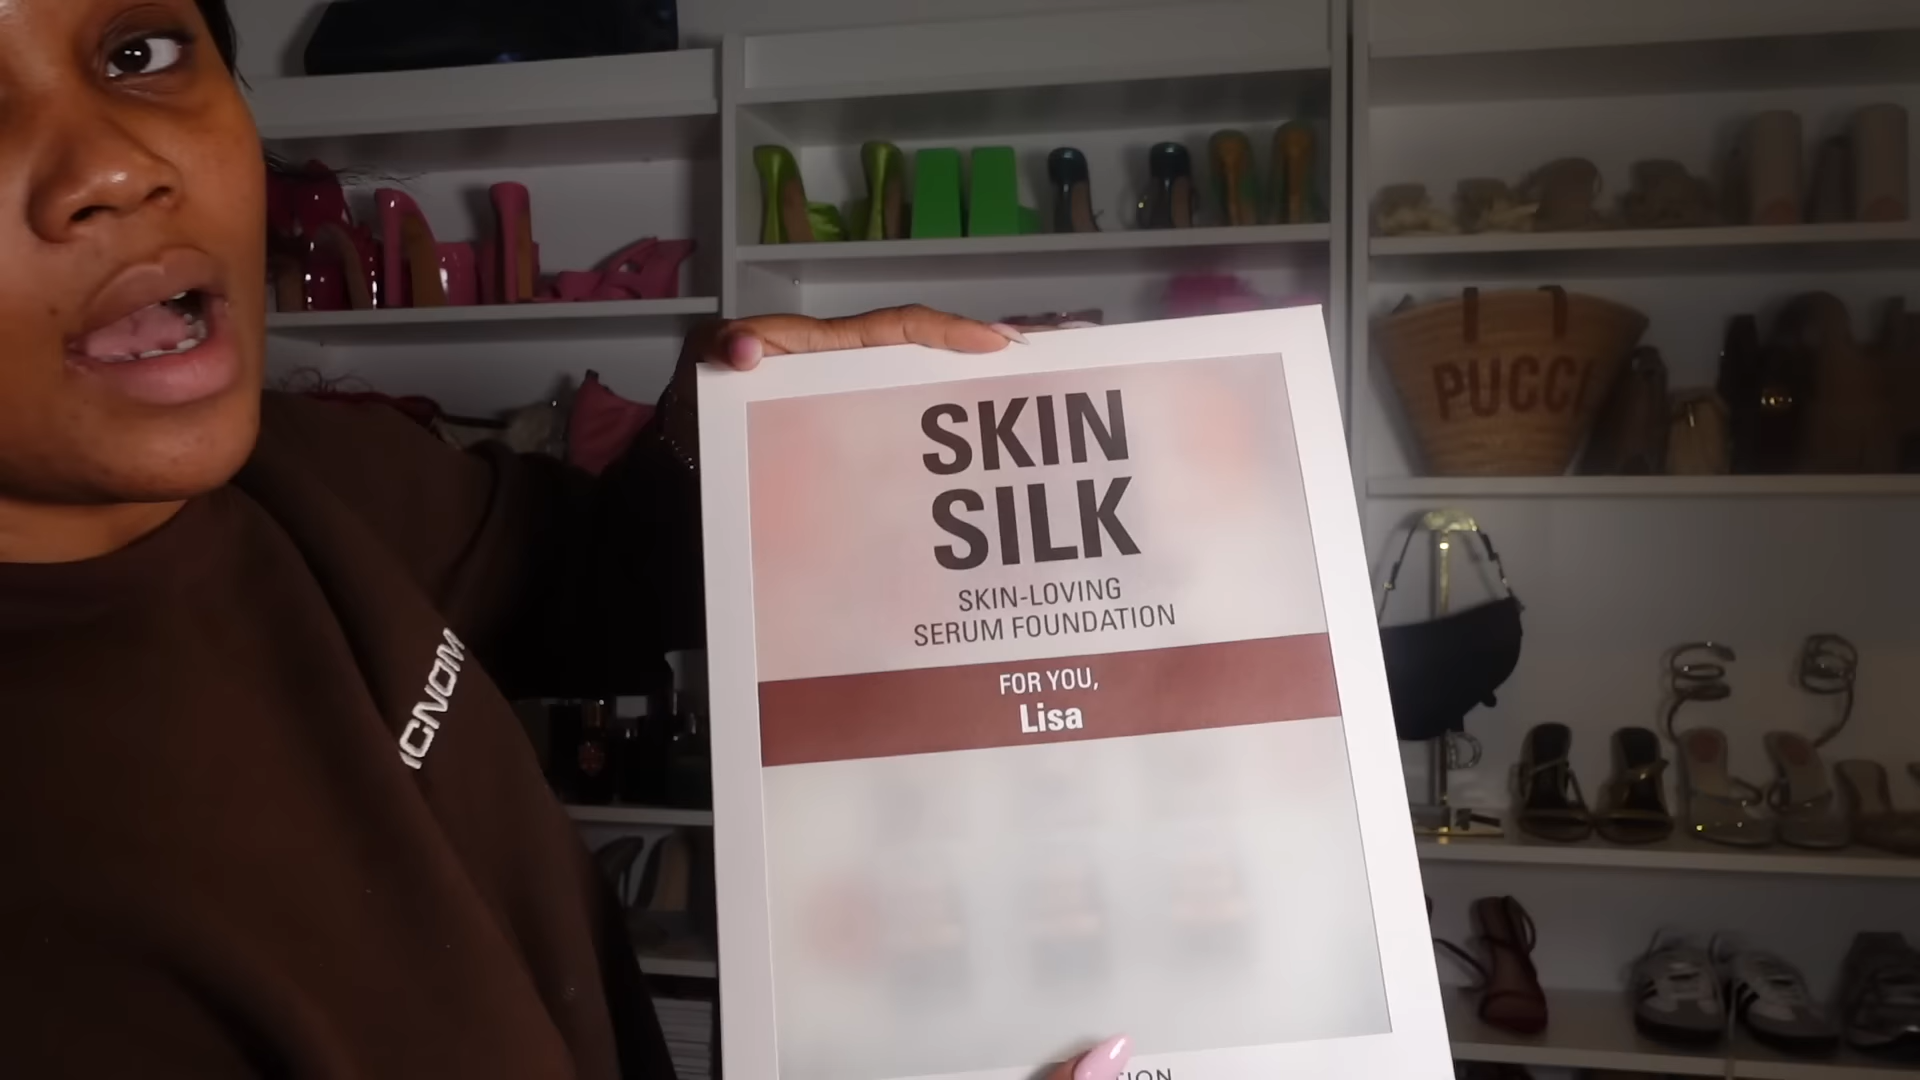 SKIN
SILK
SKIN-LOVING
SERUM FOUNDATION
FOR YOU,
Lisa
PUCCI